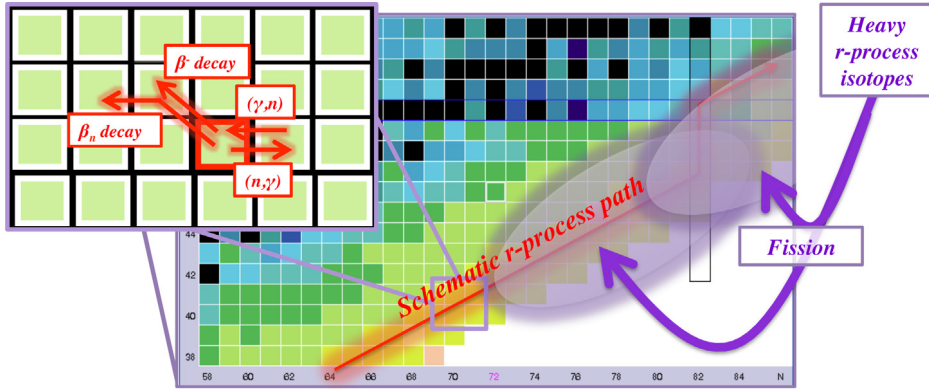 β⁻ decay
(γ,n)
βn decay
(n,γ)
Heavy
r-process
isotopes
Fission
Schematic r-process path
44
42
40
38
58 60 62 64 66 68 70 72 74 76 78 80 82 84 N